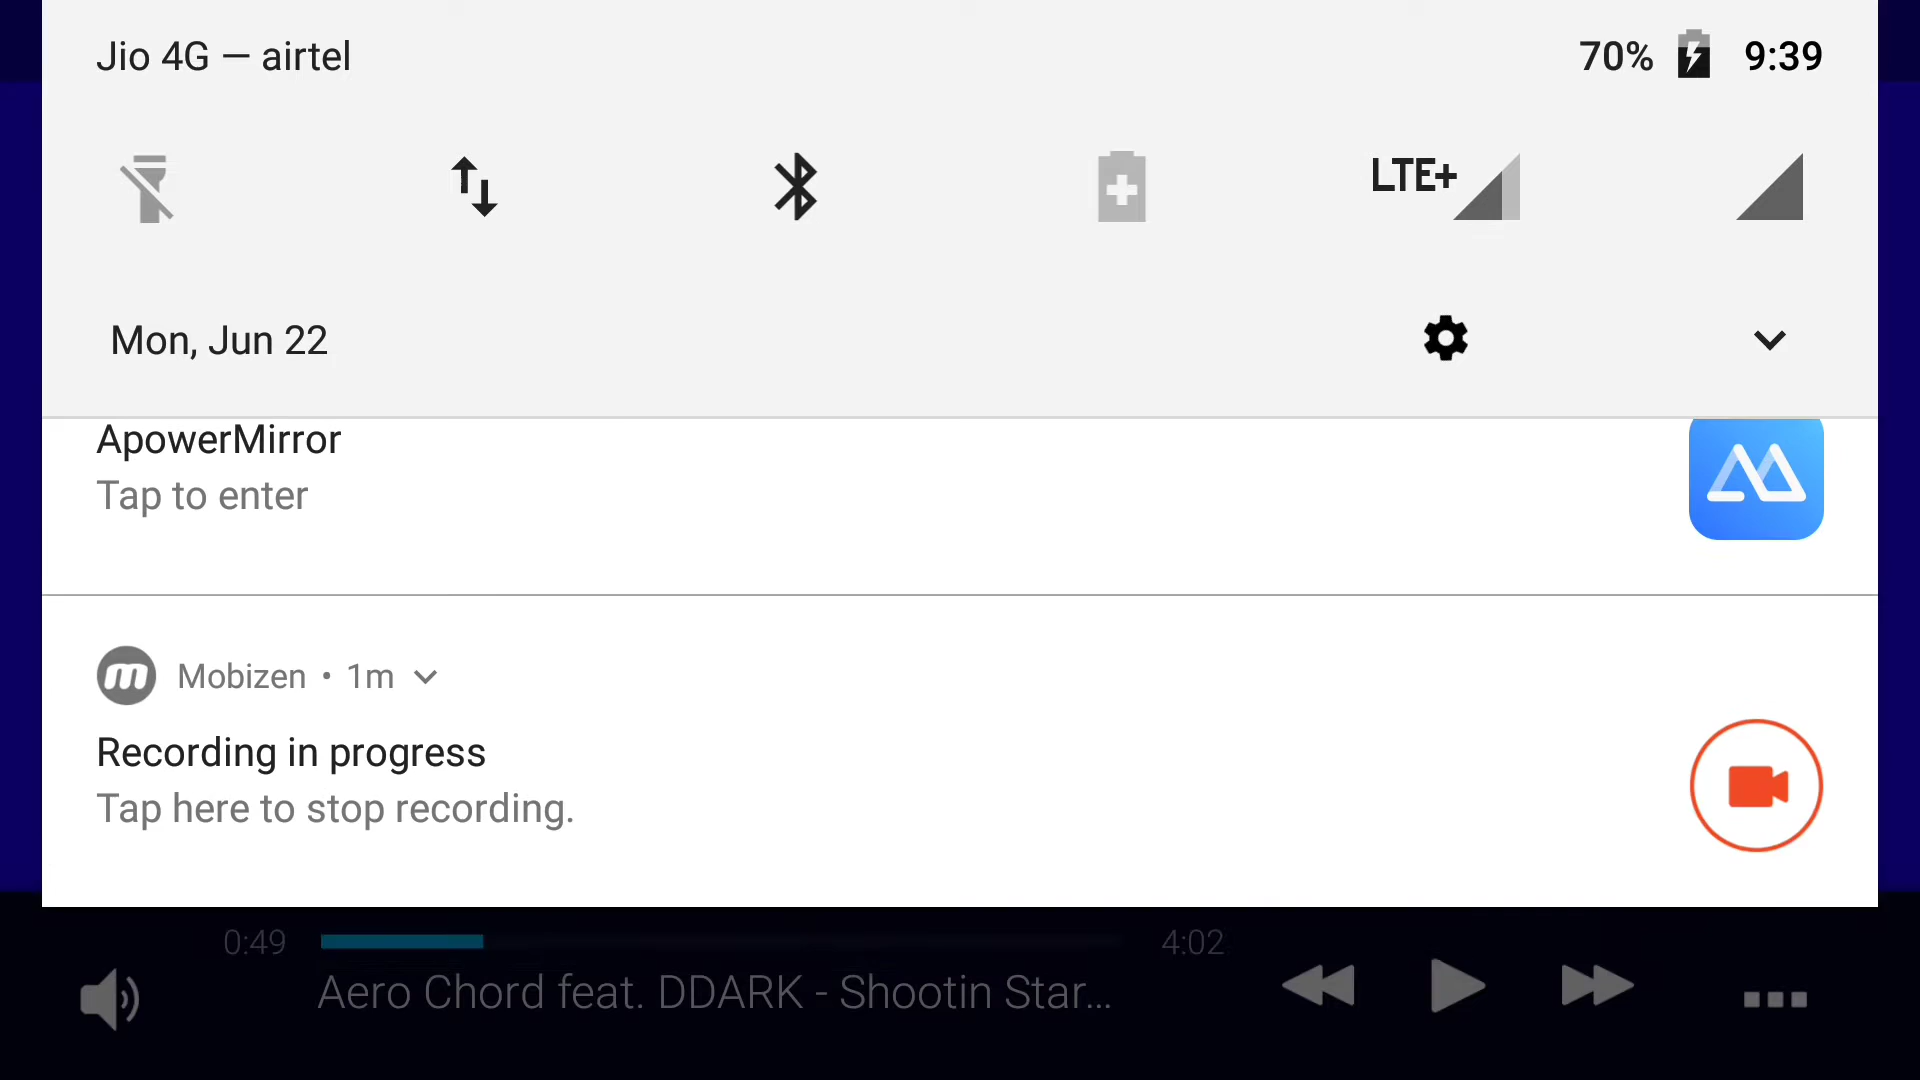 Jio 4G — airtel
70% 9:39
LTE+
Mon, Jun 22
ApowerMirror
Tap to enter
Mobizen • 1m
Recording in progress
Tap here to stop recording.
0:49 4:02
Aero Chord feat. DDARK - Shootin Star...